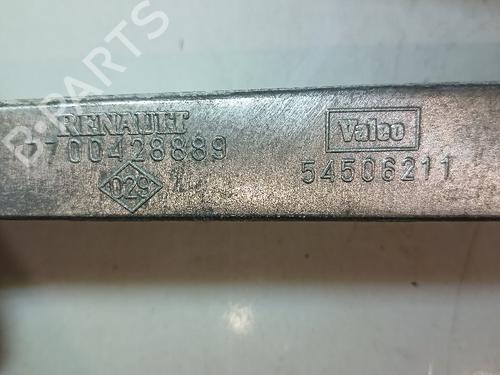 B-PARTS
RENAULT Valeo
7700428889 54506211
029